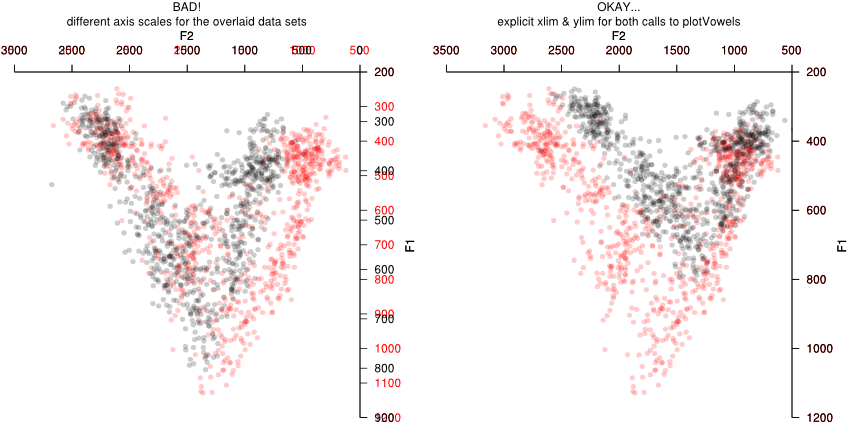 BAD!
different axis scales for the overlaid data sets
F2
3000 2500 2000 1500 500
200
300
300
400
400
500
600
500
700
600
800
700
1000
800
1100
900
F1
OKAY...
explicit xlim & ylim for both calls to plotVowels
F2
3500 3000 2500 2000 1500 1000 500
200
400
600
800
1000
1200
F1